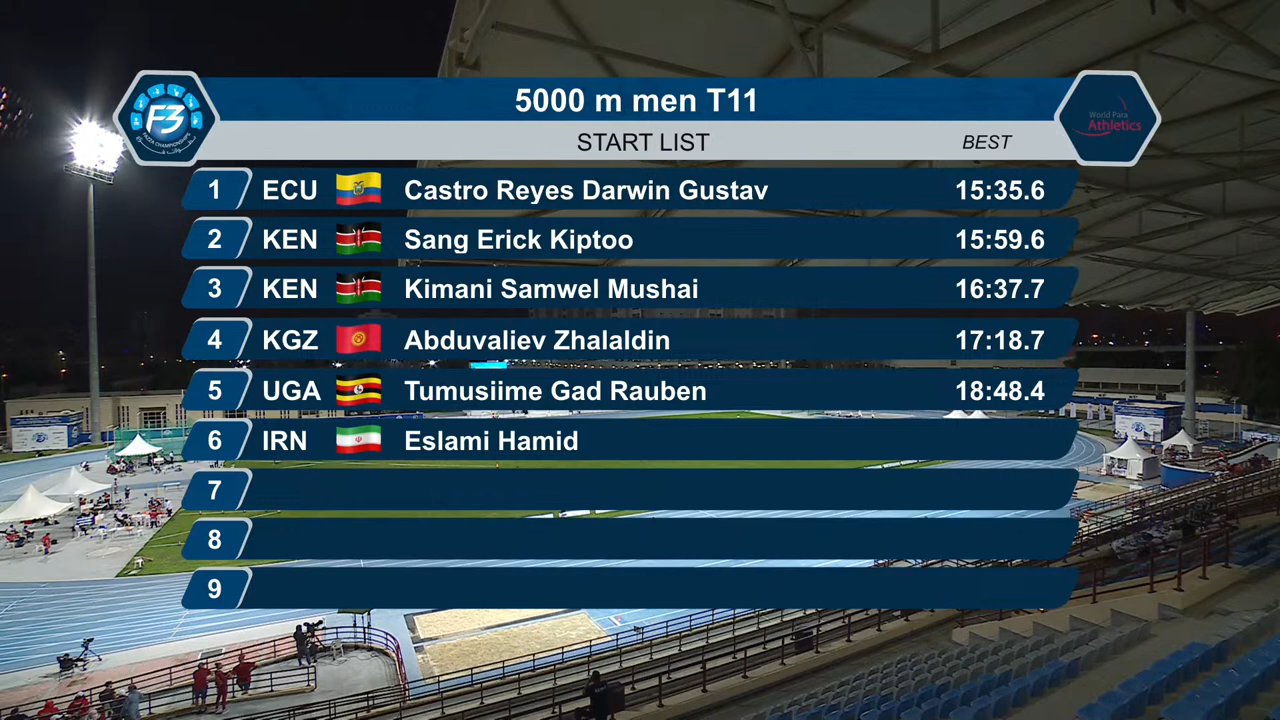 5000 m men T11
START LIST BEST
F3
FAZZA CHAMPIONSHIPS
World Para
Athletics
1 ECU Castro Reyes Darwin Gustav 15:35.6
2 KEN Sang Erick Kiptoo 15:59.6
3 KEN Kimani Samwel Mushai 16:37.7
4 KGZ Abduvaliev Zhalaldin 17:18.7
5 UGA Tumusiime Gad Rauben 18:48.4
6 IRN Eslami Hamid
7
8
9